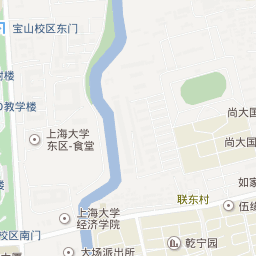 宝山校区东门
教学楼
上海大学
东区-食堂
尚大国
尚大
联东村
如家
伍缘
上海大学
经济学院
校区南门
乾宁园
大场派出所